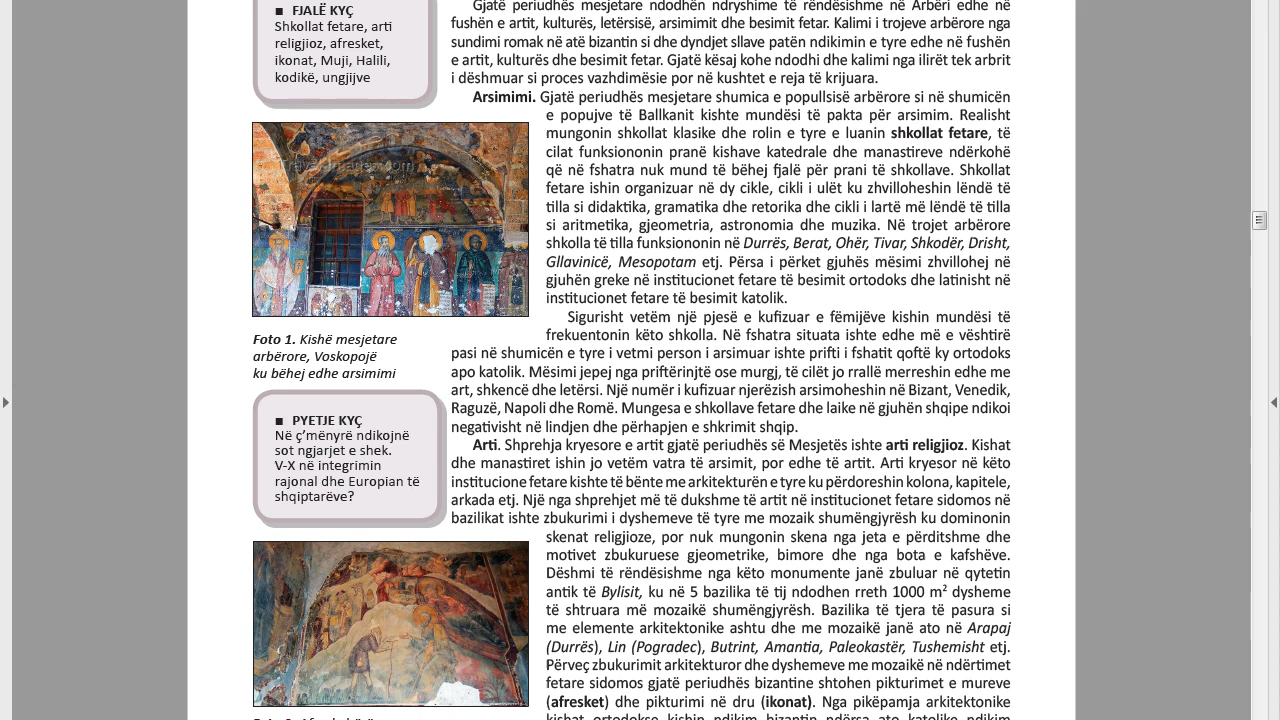 ■ FJALË KYÇ
Shkollat fetare, arti
religjioz, afresket,
ikonat, Muji, Halili,
kodikë, ungjijve
Foto 1. Kishë mesjetare
arbërore, Voskopojë
ku bëhej edhe arsimimi
■ PYETJE KYÇ
Në ç’mënyrë ndikojnë
sot ngjarjet e shek.
V-X në integrimin
rajonal dhe Europian të
shqiptarëve?
Gjatë periudhës mesjetare ndodhën ndryshime të rëndësishme në Arbëri edhe në
fushën e artit, kulturës, letërsisë, arsimimit dhe besimit fetar. Kalimi i trojeve arbërore nga
sundimi romak në atë bizantin si dhe dyndjet sllave patën ndikimin e tyre edhe në fushën
e artit, kulturës dhe besimit fetar. Gjatë kësaj kohe ndodhi dhe kalimi nga ilirët tek arbrit
i dëshmuar si proces vazhdimësie por në kushtet e reja të krijuara.
Arsimimi. Gjatë periudhës mesjetare shumica e popullsisë arbërore si në shumicën
e popujve të Ballkanit kishte mundësi të pakta për arsimim. Realisht
mungonin shkollat klasike dhe rolin e tyre e luanin shkollat fetare, të
cilat funksiononin pranë kishave katedrale dhe manastireve ndërkohë
që në fshatra nuk mund të bëhej fjalë për prani të shkollave. Shkollat
fetare ishin organizuar në dy cikle, cikli i ulët ku zhvilloheshin lëndë të
tilla si didaktika, gramatika dhe retorika dhe cikli i lartë më lëndë të tilla
si aritmetika, gjeometria, astronomia dhe muzika. Në trojet arbërore
shkolla të tilla funksiononin në Durrës, Berat, Ohër, Tivar, Shkodër, Drisht,
Gllavinicë, Mesopotam etj. Përsa i përket gjuhës mësimi zhvillohej në
gjuhën greke në institucionet fetare të besimit ortodoks dhe latinisht në
institucionet fetare të besimit katolik.
Sigurisht vetëm një pjesë e kufizuar e fëmijëve kishin mundësi të
frekuentonin këto shkolla. Në fshatra situata ishte edhe më e vështirë
pasi në shumicën e tyre i vetmi person i arsimuar ishte prifti i fshatit qoftë ky ortodoks
apo katolik. Mësimi jepej nga priftërinjtë ose murgj, të cilët jo rrallë merreshin edhe me
art, shkencë dhe letërsi. Një numër i kufizuar njerëzish arsimoheshin në Bizant, Venedik,
Raguzë, Napoli dhe Romë. Mungesa e shkollave fetare dhe laike në gjuhën shqipe ndikoi
negativisht në lindjen dhe përhapjen e shkrimit shqip.
Arti. Shprehja kryesore e artit gjatë periudhës së Mesjetës ishte arti religjioz. Kishat
dhe manastiret ishin jo vetëm vatra të arsimit, por edhe të artit. Arti kryesor në këto
institucione fetare kishte të bënte me arkitekturën e tyre ku përdoreshin kolona, kapitele,
arkada etj. Një nga shprehjet më të dukshme të artit në institucionet fetare sidomos në
bazilikat ishte zbukurimi i dyshemeve të tyre me mozaik shumëngjyrësh ku dominonin
skenat religjioze, por nuk mungonin skena nga jeta e përditshme dhe
motivet zbukuruese gjeometrike, bimore dhe nga bota e kafshëve.
Dëshmi të rëndësishme nga këto monumente janë zbuluar në qytetin
antik të Bylisit, ku në 5 bazilika të tij ndodhen rreth 1000 m² dysheme
të shtruara më mozaikë shumëngjyrësh. Bazilika të tjera të pasura si
me elemente arkitektonike ashtu dhe me mozaikë janë ato në Arapaj
(Durrës), Lin (Pogradec), Butrint, Amantia, Paleokastër, Tushemisht etj.
Përveç zbukurimit arkitekturor dhe dyshemeve me mozaikë në ndërtimet
fetare sidomos gjatë periudhës bizantine shtohen pikturimet e mureve
(afresket) dhe pikturimi në dru (ikonat). Nga pikëpamja arkitektonike
kishat ortodokse kishin ndikim bizantin ndërsa ato katolike ndikim